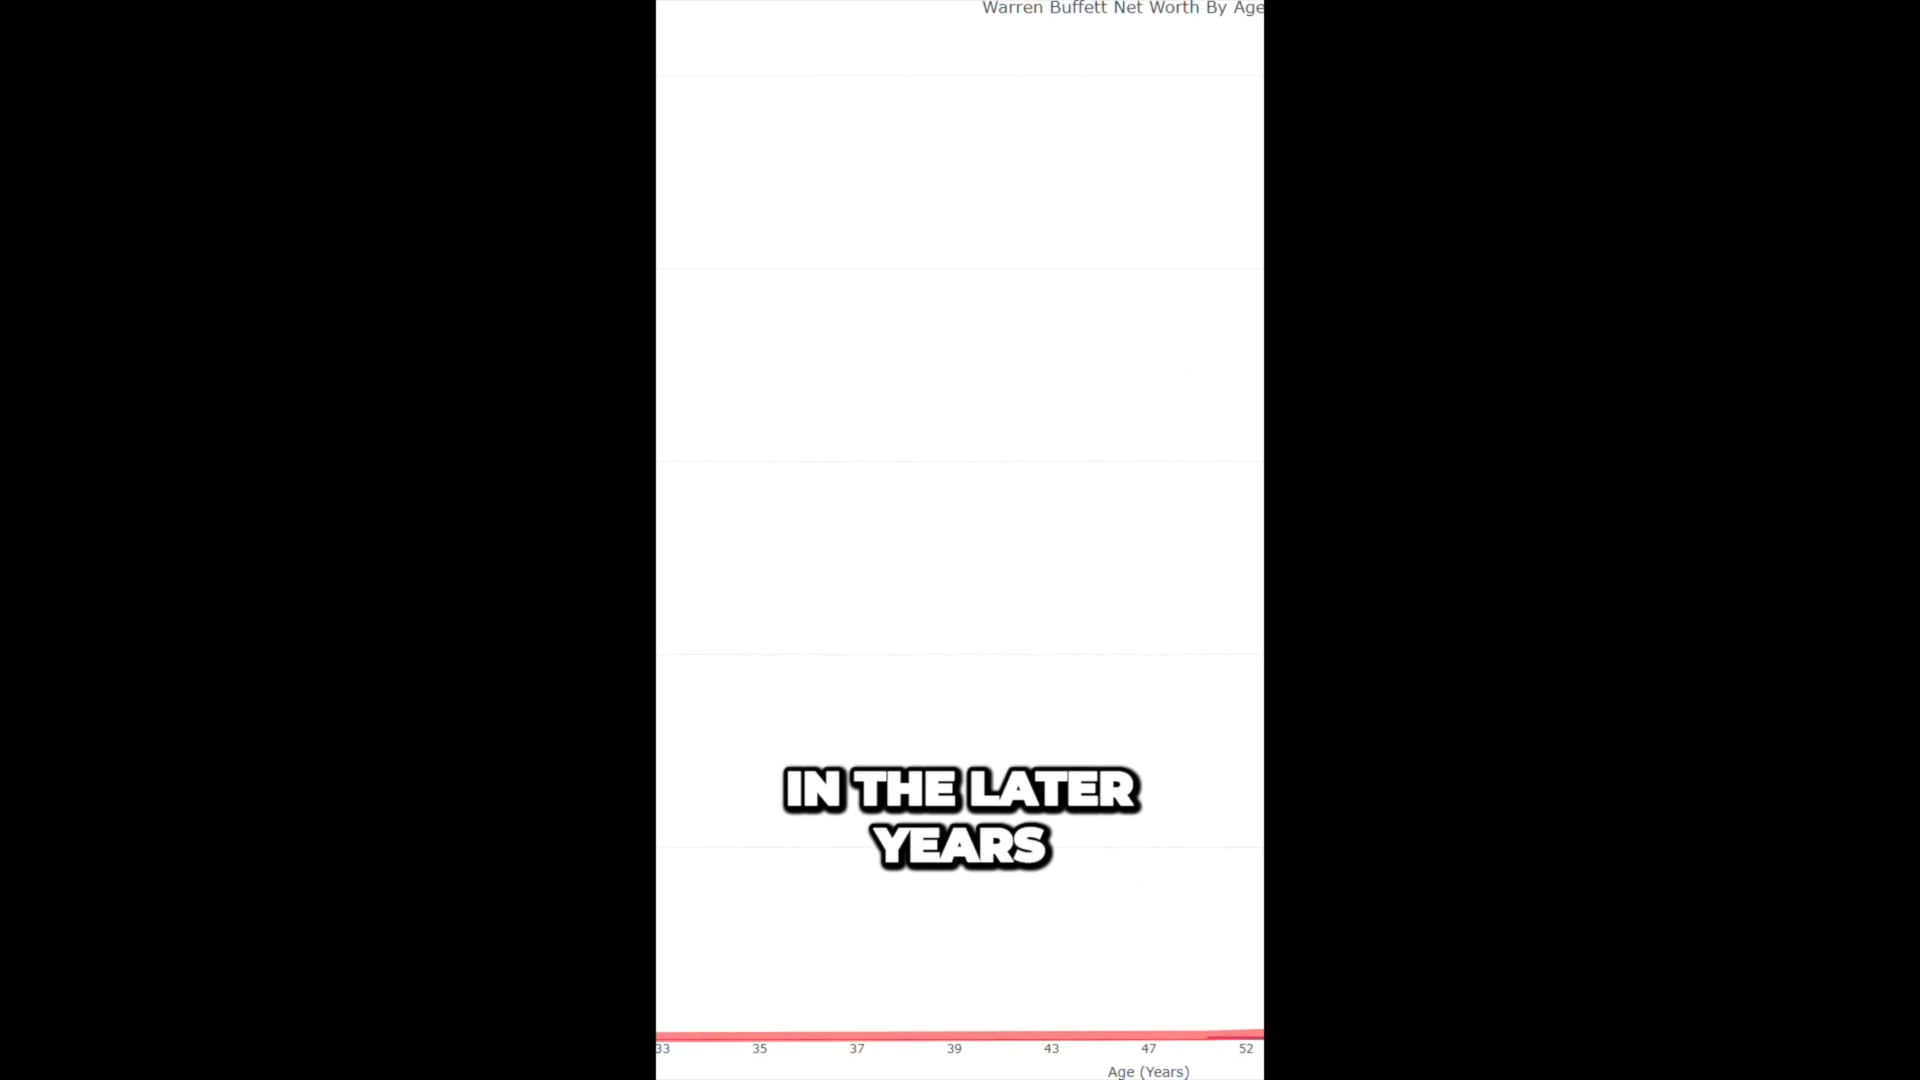 Warren Buffett Net Worth By Age
IN THE LATER
YEARS
33 35 37 39 43 47 52
Age (Years)